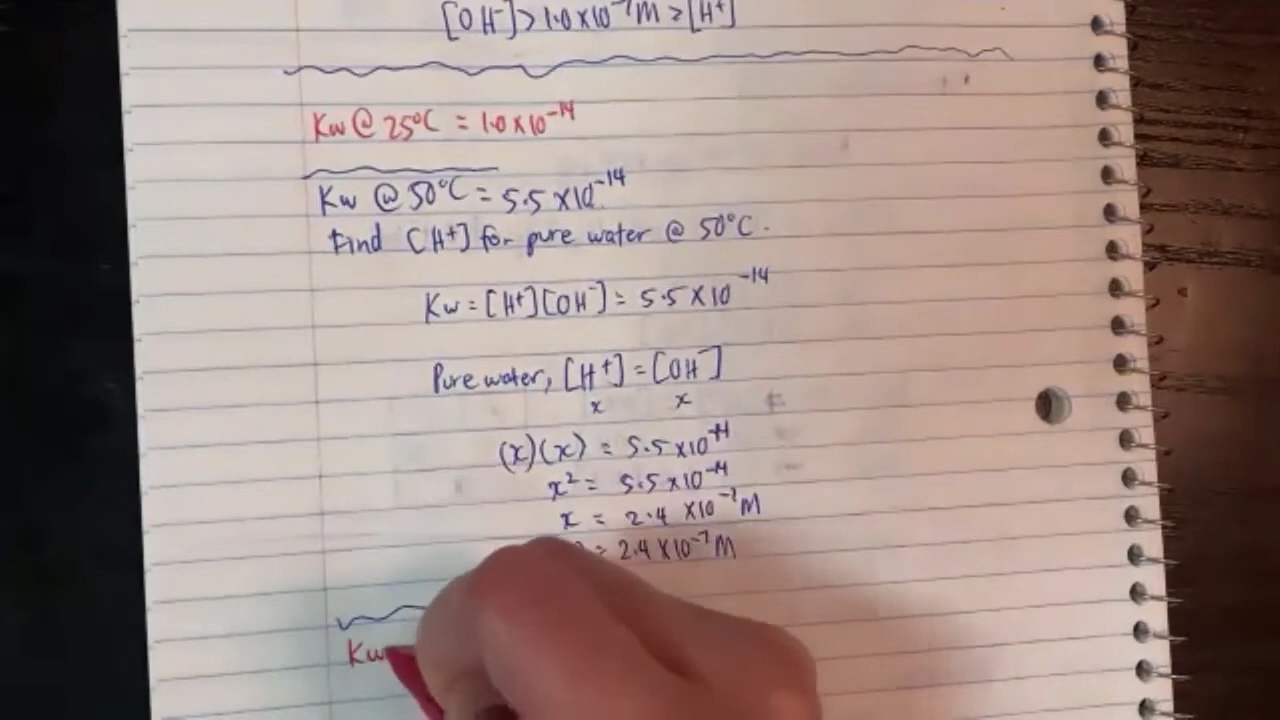 [OH⁻] > 1.0 x 10⁻⁷ M > [H⁺]
Kw @ 25°C = 1.0 x 10⁻¹⁴
Kw @ 50°C = 5.5 x 10⁻¹⁴
Find [H⁺] for pure water @ 50°C.
Kw = [H⁺][OH⁻] = 5.5 x 10⁻¹⁴
Pure water, [H⁺] = [OH⁻]
x x
(x)(x) = 5.5 x 10⁻¹⁴
x² = 5.5 x 10⁻¹⁴
x = 2.4 x 10⁻⁷ M
= 2.4 x 10⁻⁷ M
Kw